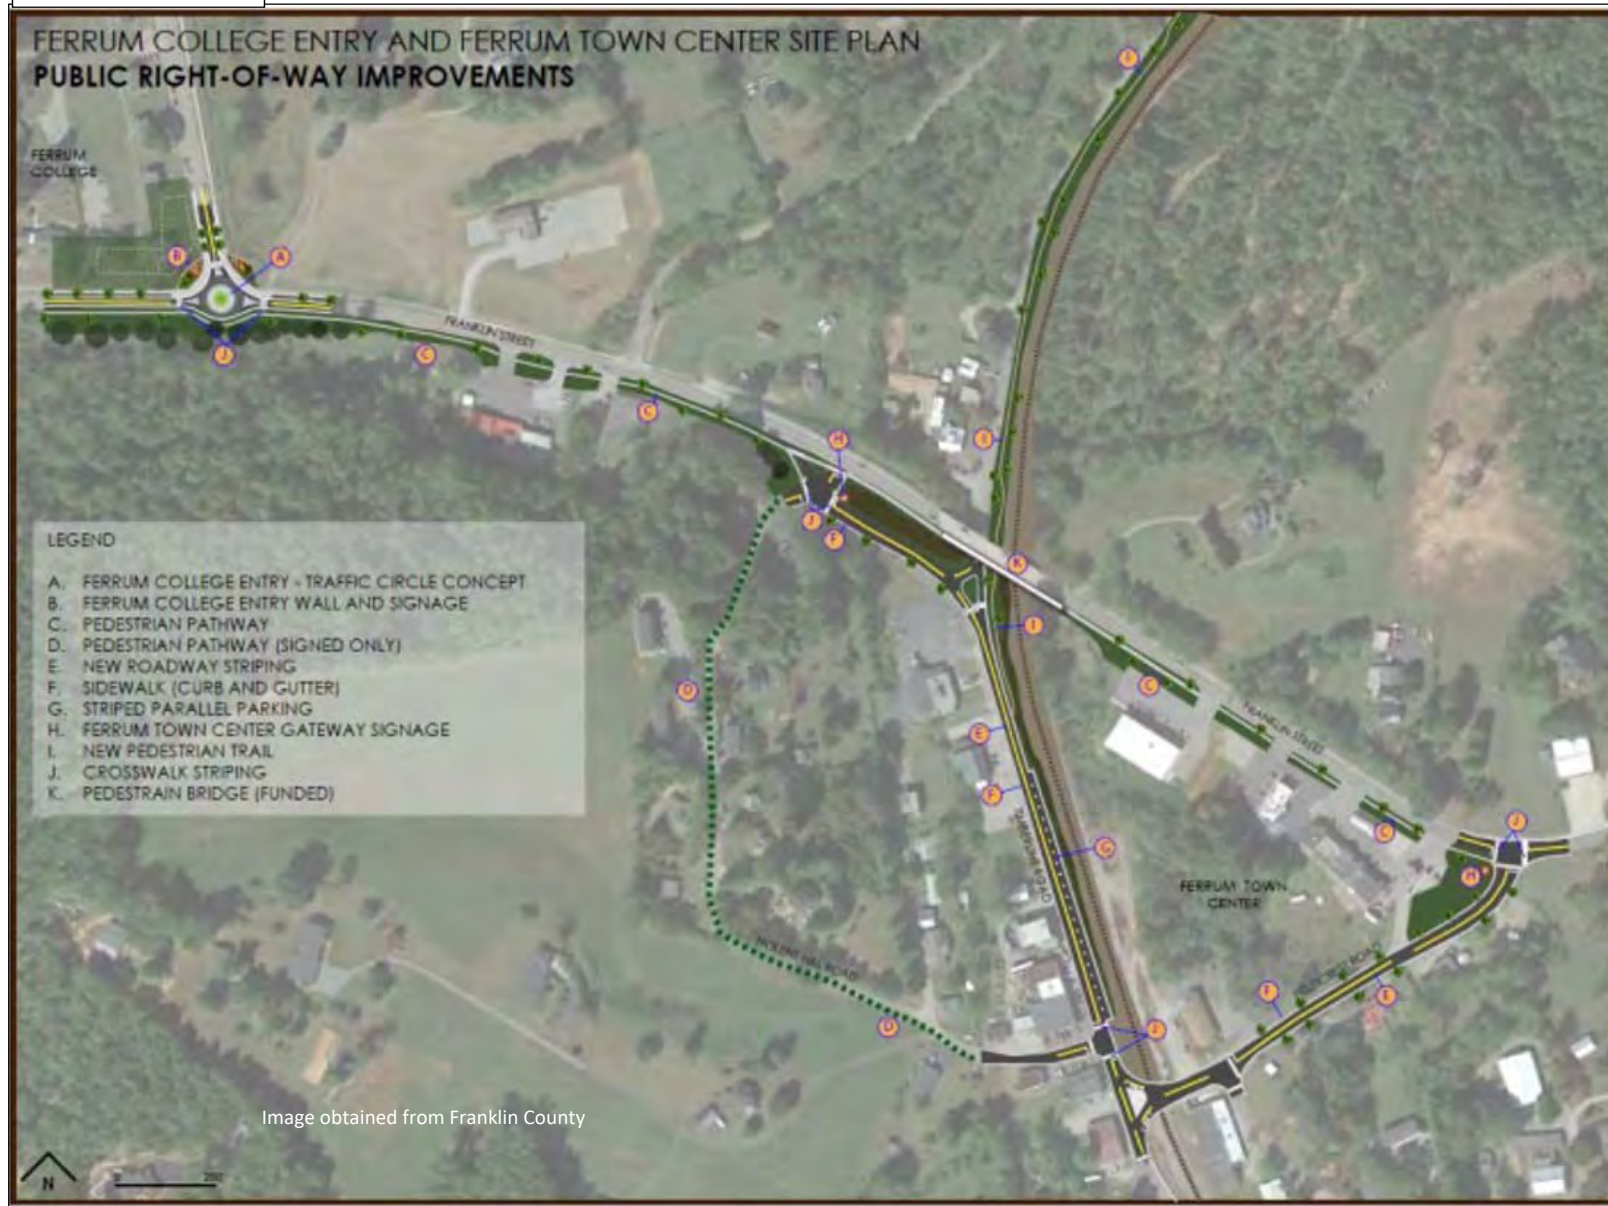 FERRUM COLLEGE ENTRY AND FERRUM TOWN CENTER SITE PLAN
PUBLIC RIGHT-OF-WAY IMPROVEMENTS
FERRUM
COLLEGE
B
A
J
C
FRANKLIN STREET
C
H
J
F
K
I
LEGEND
A. FERRUM COLLEGE ENTRY - TRAFFIC CIRCLE CONCEPT
B. FERRUM COLLEGE ENTRY WALL AND SIGNAGE
C. PEDESTRIAN PATHWAY
D. PEDESTRIAN PATHWAY (SIGNED ONLY)
E. NEW ROADWAY STRIPING
F. SIDEWALK (CURB AND GUTTER)
G. STRIPED PARALLEL PARKING
H. FERRUM TOWN CENTER GATEWAY SIGNAGE
I. NEW PEDESTRIAN TRAIL
J. CROSSWALK STRIPING
K. PEDESTRAIN BRIDGE (FUNDED)
D
C
E
F
G
FRANKLIN STREET
C
J
H
FERRUM TOWN
CENTER
ROAD
D
F
E
J
Image obtained from Franklin County
N
0 200'